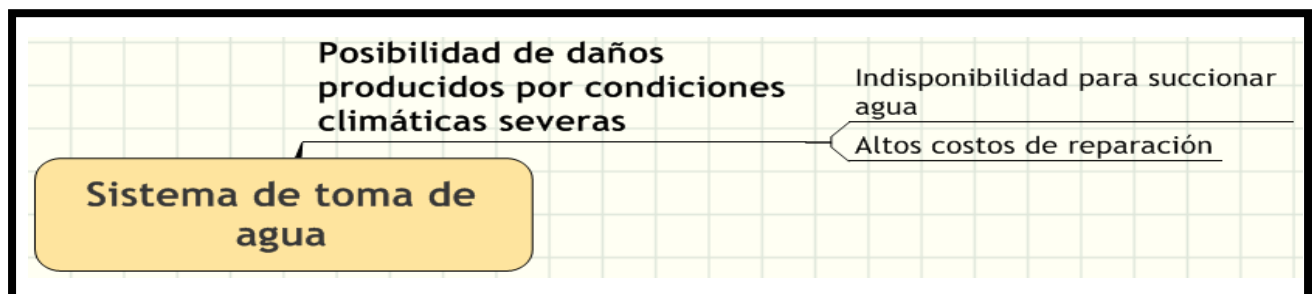 Posibilidad de daños
producidos por condiciones
climáticas severas
Indisponibilidad para succionar
agua
Altos costos de reparación
Sistema de toma de
agua